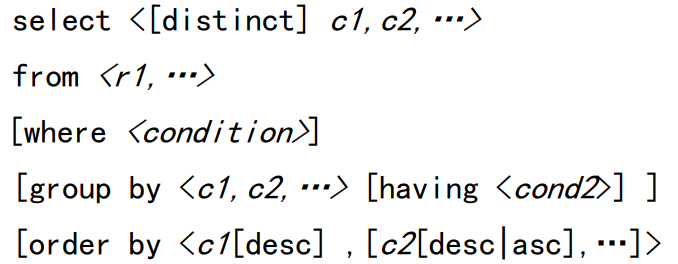 select <[distinct] c1,c2,…>
from <r1,…>
[where <condition>]
[group by <c1,c2,…> [having <cond2>] ]
[order by <c1[desc] ,[c2[desc|asc],…]>